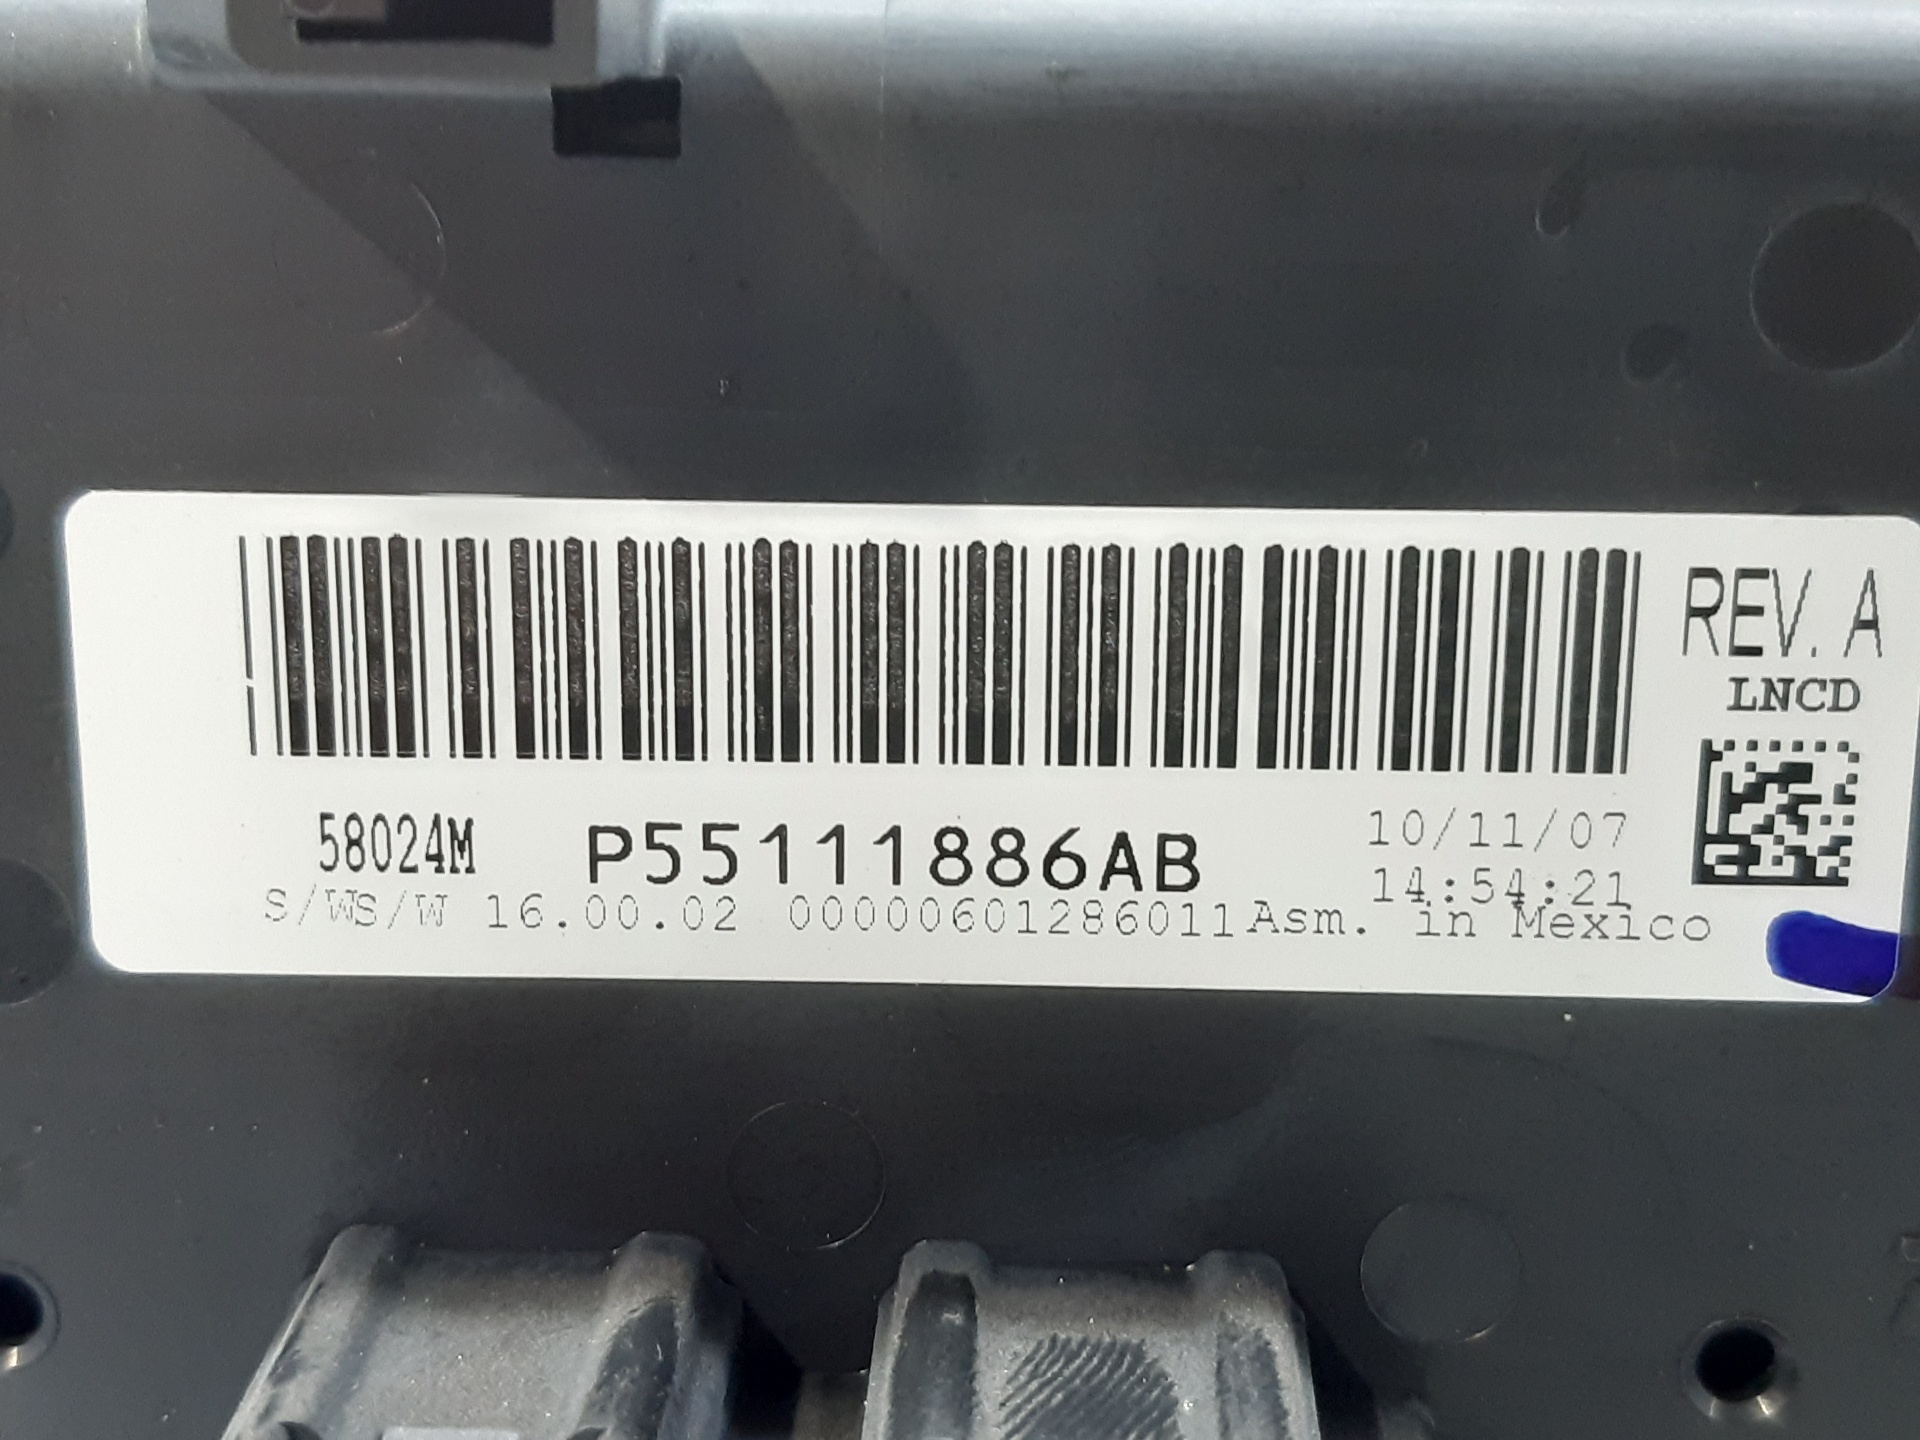 REV. A
LNCD
58024M P55111886AB 10/11/07
14:54:21
S/WS/W 16.00.02 00000601286011Asm. in Mexico